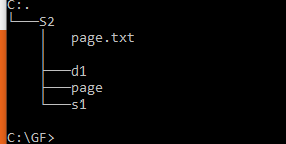 C:.
└───S2
    │   page.txt
    │
    ├───d1
    ├───page
    └───s1
C:\GF>